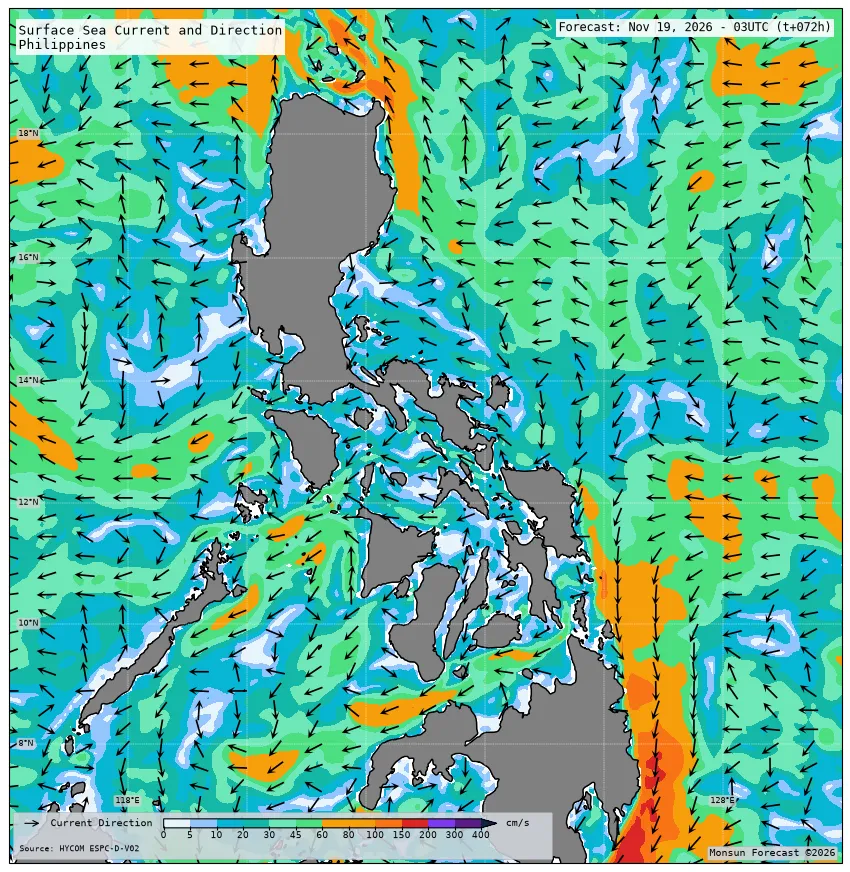 Surface Sea Current and Direction
Philippines
Forecast: Nov 19, 2026 - 03UTC (t+072h)
18°N
16°N
14°N
12°N
10°N
8°N
118°E
128°E
Current Direction
0 5 10 20 30 45 60 80 100 150 200 300 400
cm/s
Source: HYCOM ESPC-D-V02
Monsun Forecast ©2026